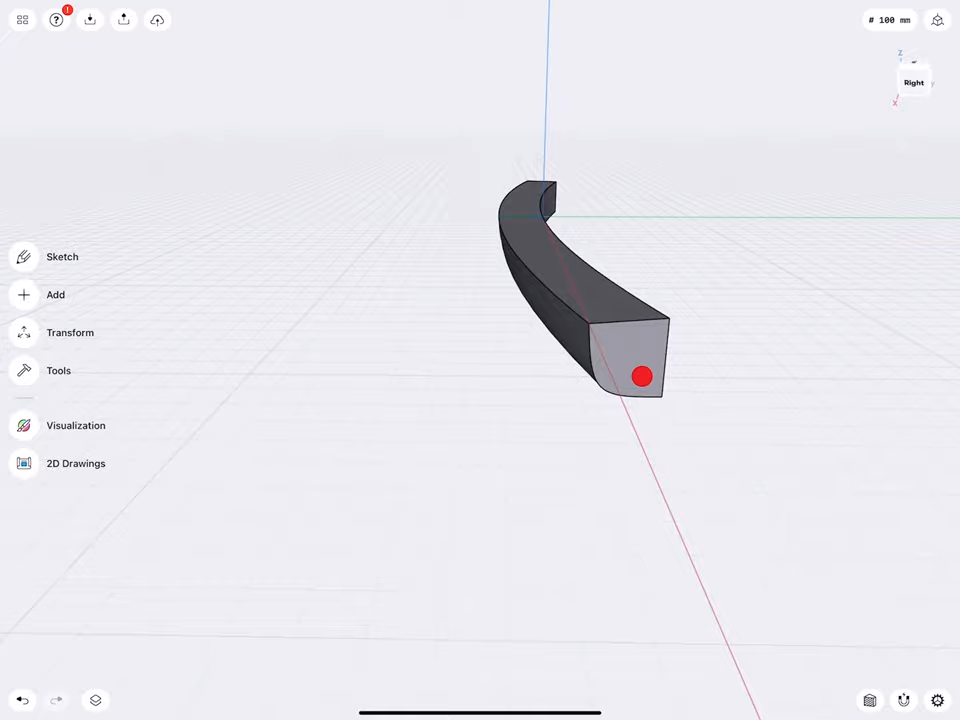 ?
!
# 100 mm
Z
Right
y
X
Sketch
Add
Transform
Tools
Visualization
2D Drawings